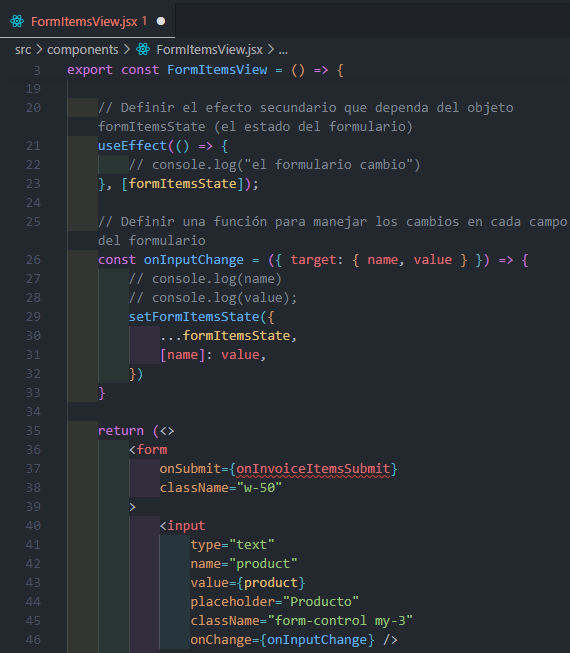 FormItemsView.jsx 1
src > components > FormItemsView.jsx > ...
3 export const FormItemsView = () => {
19
20 // Definir el efecto secundario que dependa del objeto
formItemsState (el estado del formulario)
21 useEffect(() => {
22 // console.log("el formulario cambio")
23 }, [formItemsState]);
24
25 // Definir una función para manejar los cambios en cada campo
del formulario
26 const onInputChange = ({ target: { name, value } }) => {
27 // console.log(name)
28 // console.log(value);
29 setFormItemsState({
30 ...formItemsState,
31 [name]: value,
32 })
33 }
34
35 return (<>
36 <form
37 onSubmit={onInvoiceItemsSubmit}
38 className="w-50"
39 >
40 <input
41 type="text"
42 name="product"
43 value={product}
44 placeholder="Producto"
45 className="form-control my-3"
46 onChange={onInputChange} />